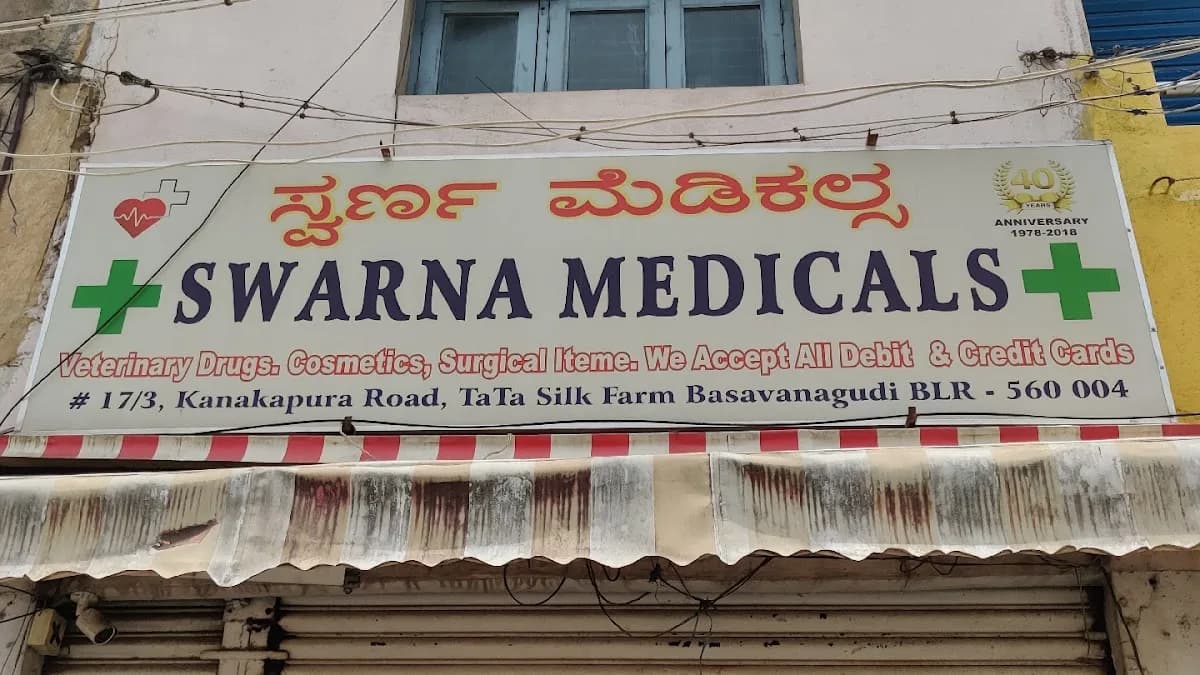 ಸ್ವರ್ಣ ಮೆಡಿಕಲ್ಸ
40
YEARS
ANNIVERSARY
1978-2018
SWARNA MEDICALS
Veterinary Drugs. Cosmetics, Surgical Iteme. We Accept All Debit & Credit Cards
# 17/3, Kanakapura Road, TaTa Silk Farm Basavanagudi BLR - 560 004